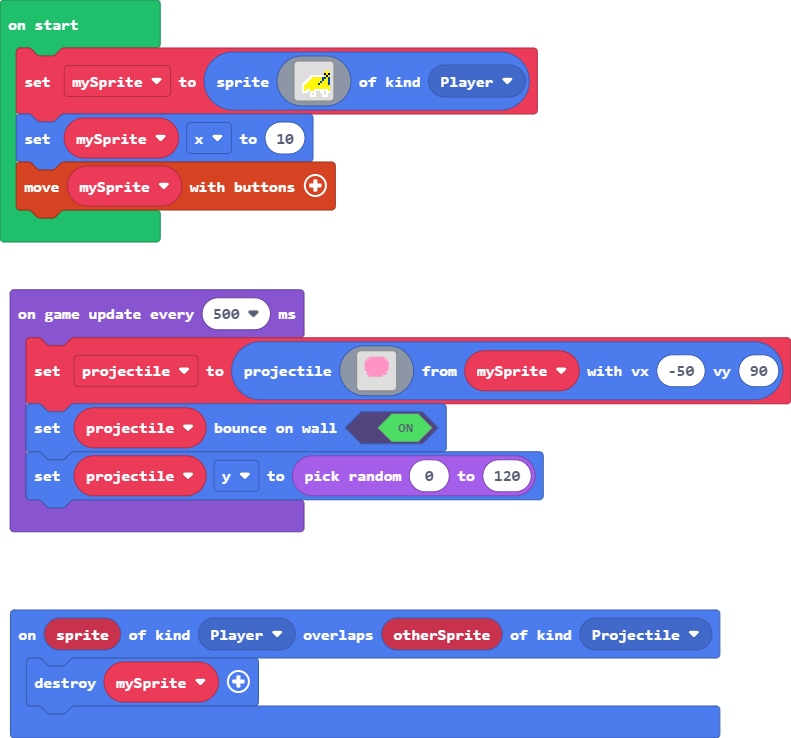 on start
set mySprite to sprite of kind Player
set mySprite x to 10
move mySprite with buttons
on game update every 500 ms
set projectile to projectile from mySprite with vx -50 vy 90
set projectile bounce on wall ON
set projectile y to pick random 0 to 120
on sprite of kind Player overlaps otherSprite of kind Projectile
destroy mySprite